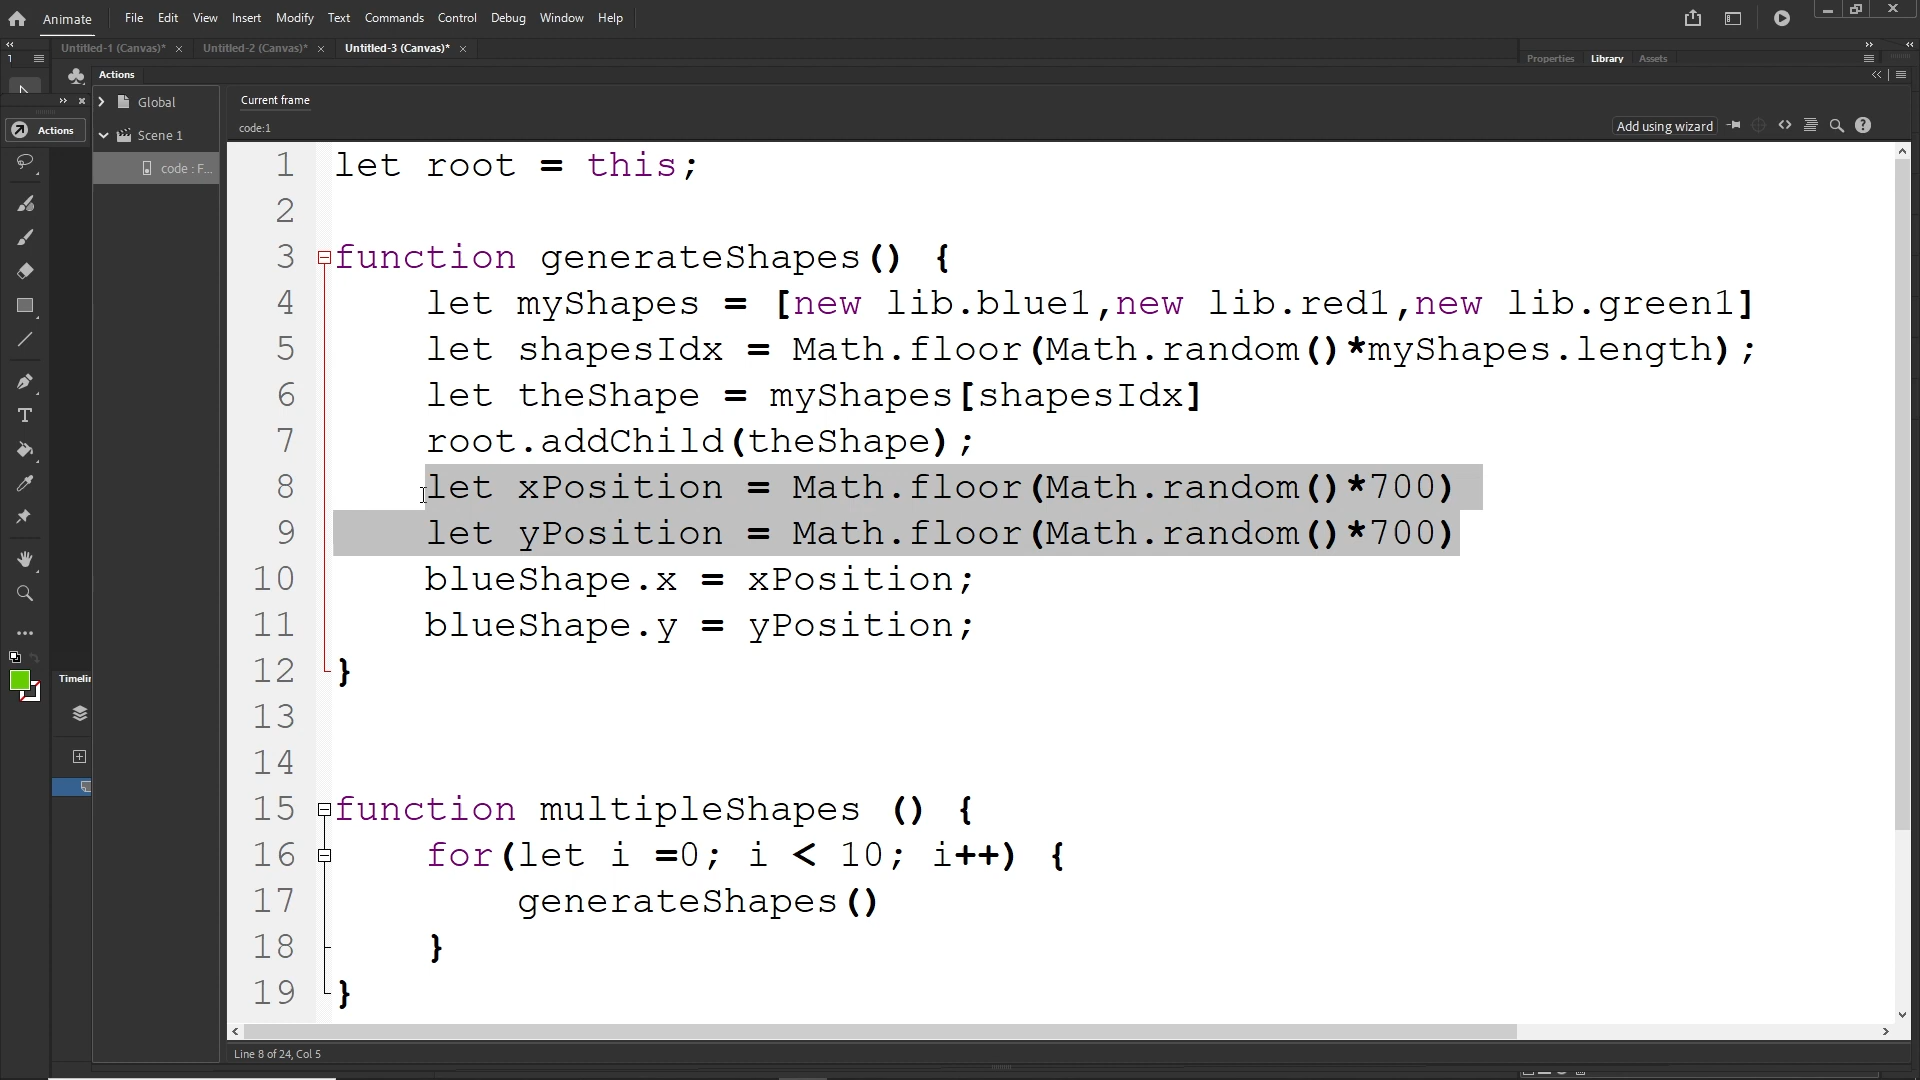 Animate File Edit View Insert Modify Text Commands Control Debug Window Help
Untitled-1 (Canvas)* × Untitled-2 (Canvas)* × Untitled-3 (Canvas)* ×
Properties Library Assets
Actions
Global
Scene 1
code : F...
Actions
Timelin
Current frame
code:1
Add using wizard
1 let root = this;
2
3 function generateShapes() {
4 let myShapes = [new lib.blue1,new lib.red1,new lib.green1]
5 let shapesIdx = Math.floor(Math.random()*myShapes.length);
6 let theShape = myShapes[shapesIdx]
7 root.addChild(theShape);
8 let xPosition = Math.floor(Math.random()*700)
9 let yPosition = Math.floor(Math.random()*700)
10 blueShape.x = xPosition;
11 blueShape.y = yPosition;
12 }
13
14
15 function multipleShapes () {
16 for(let i =0; i < 10; i++) {
17 generateShapes()
18 }
19 }
Line 8 of 24, Col 5